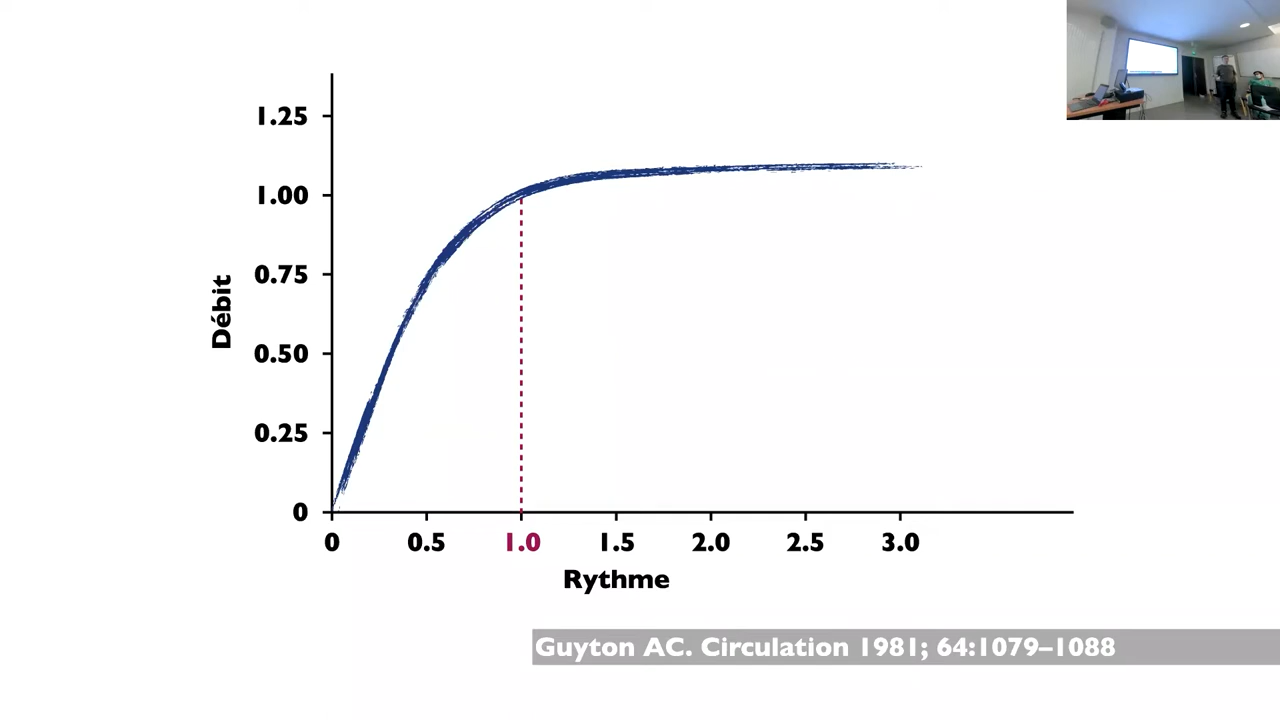 1.25
1.00
0.75
0.50
0.25
0
Débit
0 0.5 1.0 1.5 2.0 2.5 3.0
Rythme
Guyton AC. Circulation 1981; 64:1079–1088